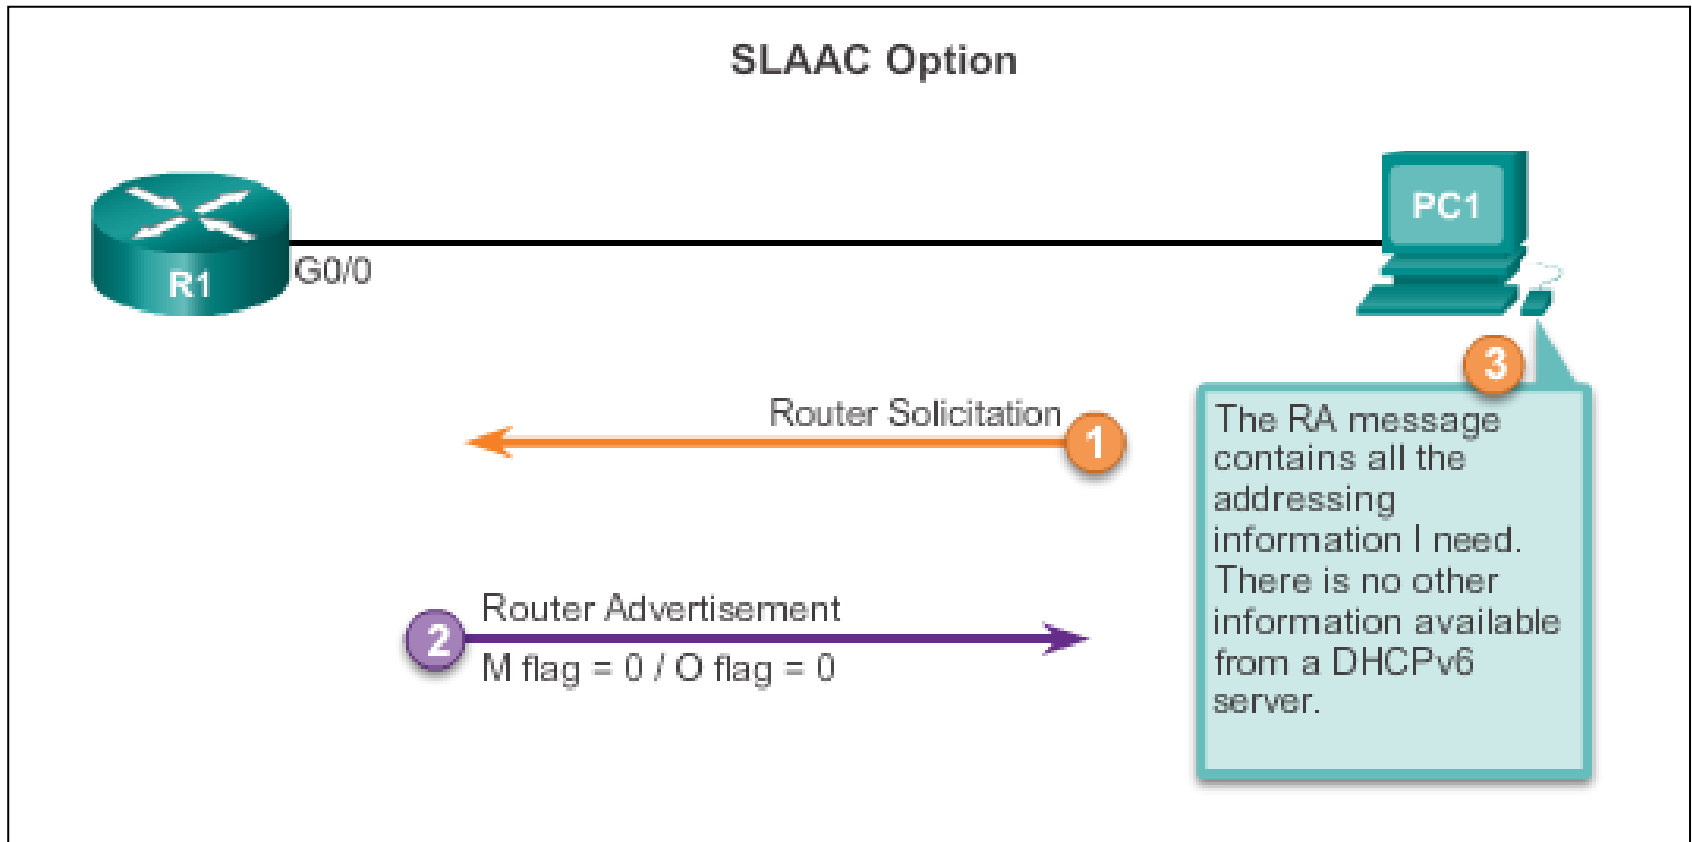 SLAAC Option
PC1
R1
G0/0
3
Router Solicitation
1
The RA message
contains all the
addressing
information I need.
There is no other
information available
from a DHCPv6
server.
Router Advertisement
2
M flag = 0 / O flag = 0